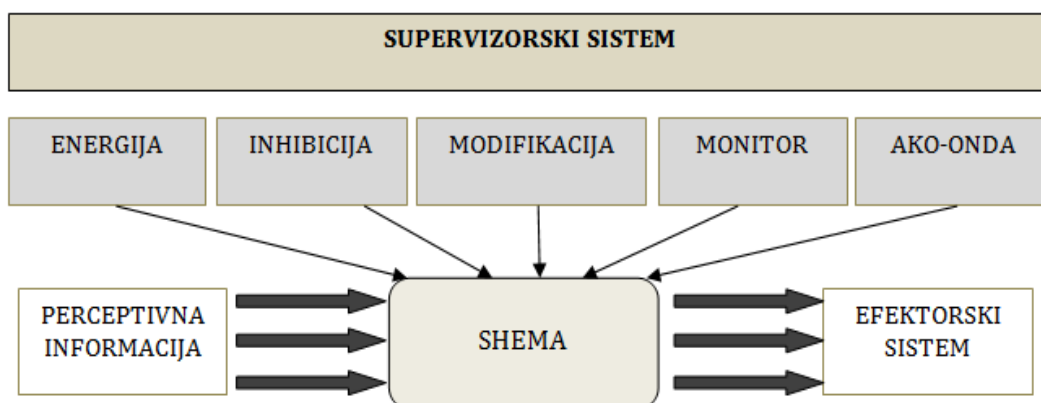 SUPERVIZORSKI SISTEM
ENERGIJA
INHIBICIJA
MODIFIKACIJA
MONITOR
AKO-ONDA
PERCEPTIVNA
INFORMACIJA
SHEMA
EFEKTORSKI
SISTEM